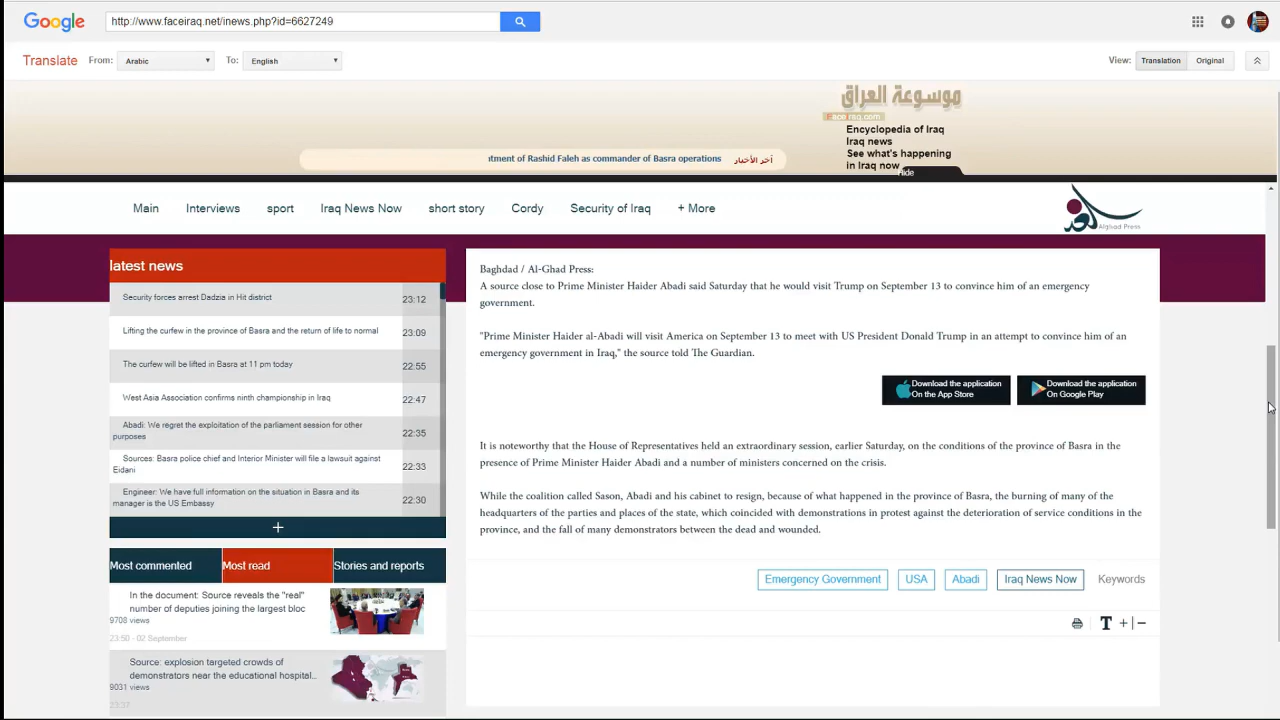 Google
http://www.faceiraq.net/inews.php?id=6627249
Translate
From:
Arabic
To:
English
View:
Translation
Original
موسوعة العراق
Faceiraq.com
Encyclopedia of Iraq
Iraq news
See what's happening
in Iraq now
Hide
tment of Rashid Faleh as commander of Basra operations
آخر الأخبار
Main
Interviews
sport
Iraq News Now
short story
Cordy
Security of Iraq
+ More
الغد
Alghad Press
latest news
Security forces arrest Dadzia in Hit district
23:12
Lifting the curfew in the province of Basra and the return of life to normal
23:09
The curfew will be lifted in Basra at 11 pm today
22:55
West Asia Association confirms ninth championship in Iraq
22:47
Abadi: We regret the exploitation of the parliament session for other
purposes
22:35
Sources: Basra police chief and Interior Minister will file a lawsuit against
Eidani
22:33
Engineer: We have full information on the situation in Basra and its
manager is the US Embassy
22:30
+
Most commented
Most read
Stories and reports
In the document: Source reveals the "real"
number of deputies joining the largest bloc
9708 views
23:50 - 02 September
Source: explosion targeted crowds of
demonstrators near the educational hospital...
9031 views
23:37
Baghdad / Al-Ghad Press:
A source close to Prime Minister Haider Abadi said Saturday that he would visit Trump on September 13 to convince him of an emergency
government.
"Prime Minister Haider al-Abadi will visit America on September 13 to meet with US President Donald Trump in an attempt to convince him of an
emergency government in Iraq," the source told The Guardian.
Download the application
On the App Store
Download the application
On Google Play
It is noteworthy that the House of Representatives held an extraordinary session, earlier Saturday, on the conditions of the province of Basra in the
presence of Prime Minister Haider Abadi and a number of ministers concerned on the crisis.
While the coalition called Sason, Abadi and his cabinet to resign, because of what happened in the province of Basra, the burning of many of the
headquarters of the parties and places of the state, which coincided with demonstrations in protest against the deterioration of service conditions in the
province, and the fall of many demonstrators between the dead and wounded.
Emergency Government
USA
Abadi
Iraq News Now
Keywords
T + | −